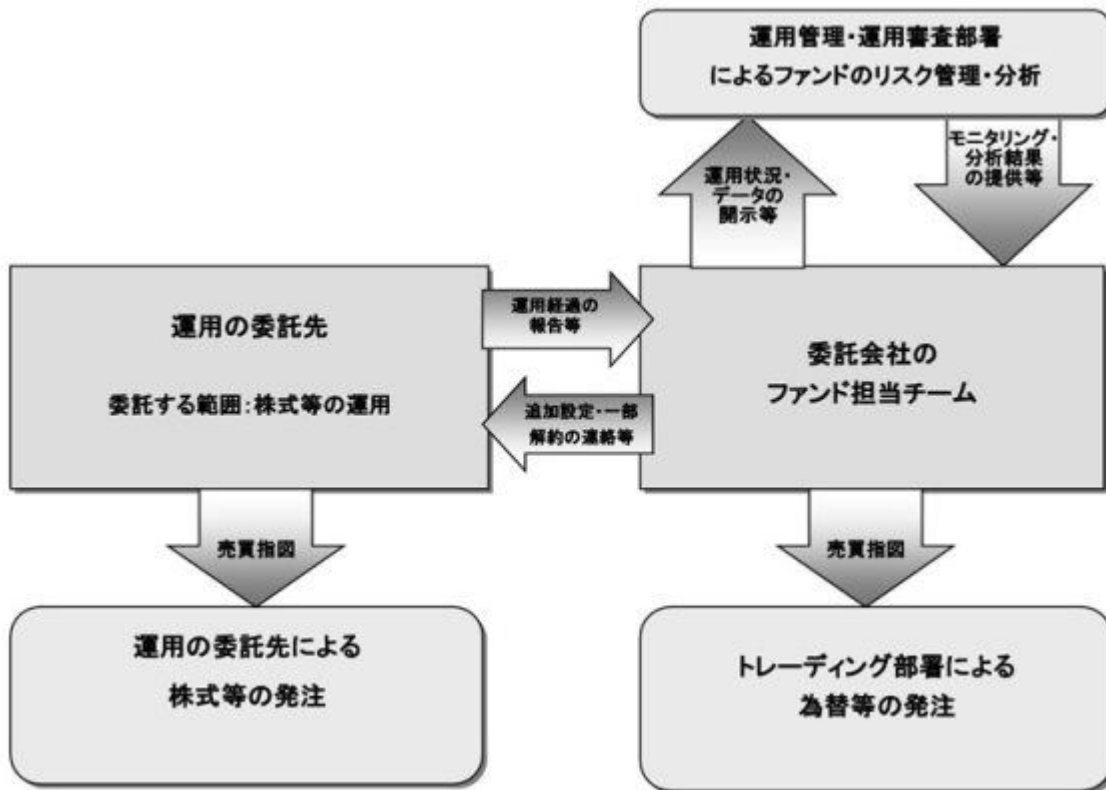 運用管理・運用審査部署
によるファンドのリスク管理・分析
運用状況・
データの
開示等
モニタリング・
分析結果
の提供等
運用の委託先
委託する範囲：株式等の運用
運用経過の
報告等
追加設定・一部
解約の連絡等
委託会社の
ファンド担当チーム
売買指図
売買指図
運用の委託先による
株式等の発注
トレーディング部署による
為替等の発注